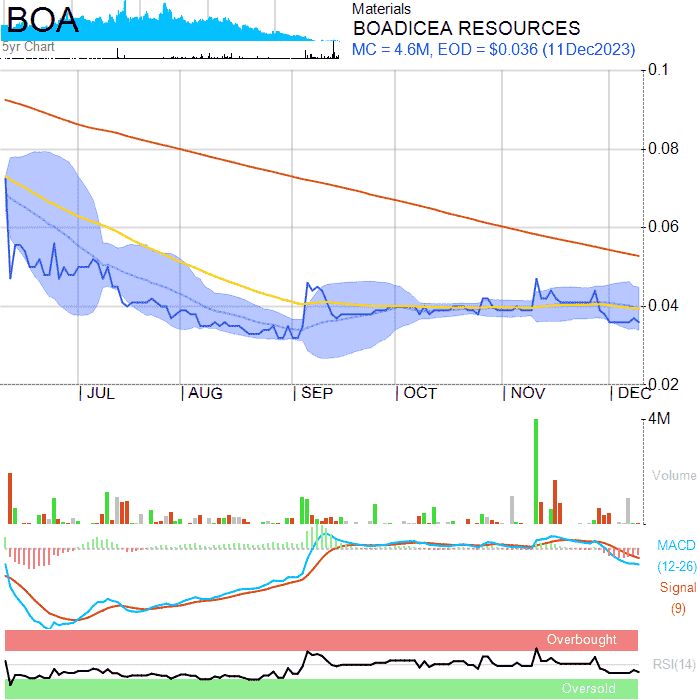 BOA
5yr Chart
Materials
BOADICEA RESOURCES
MC = 4.6M, EOD = $0.036 (11Dec2023)
0.1
0.08
0.06
0.04
0.02
JUL AUG SEP OCT NOV DEC
4M
Volume
MACD
(12-26)
Signal
(9)
Overbought
RSI(14)
Oversold